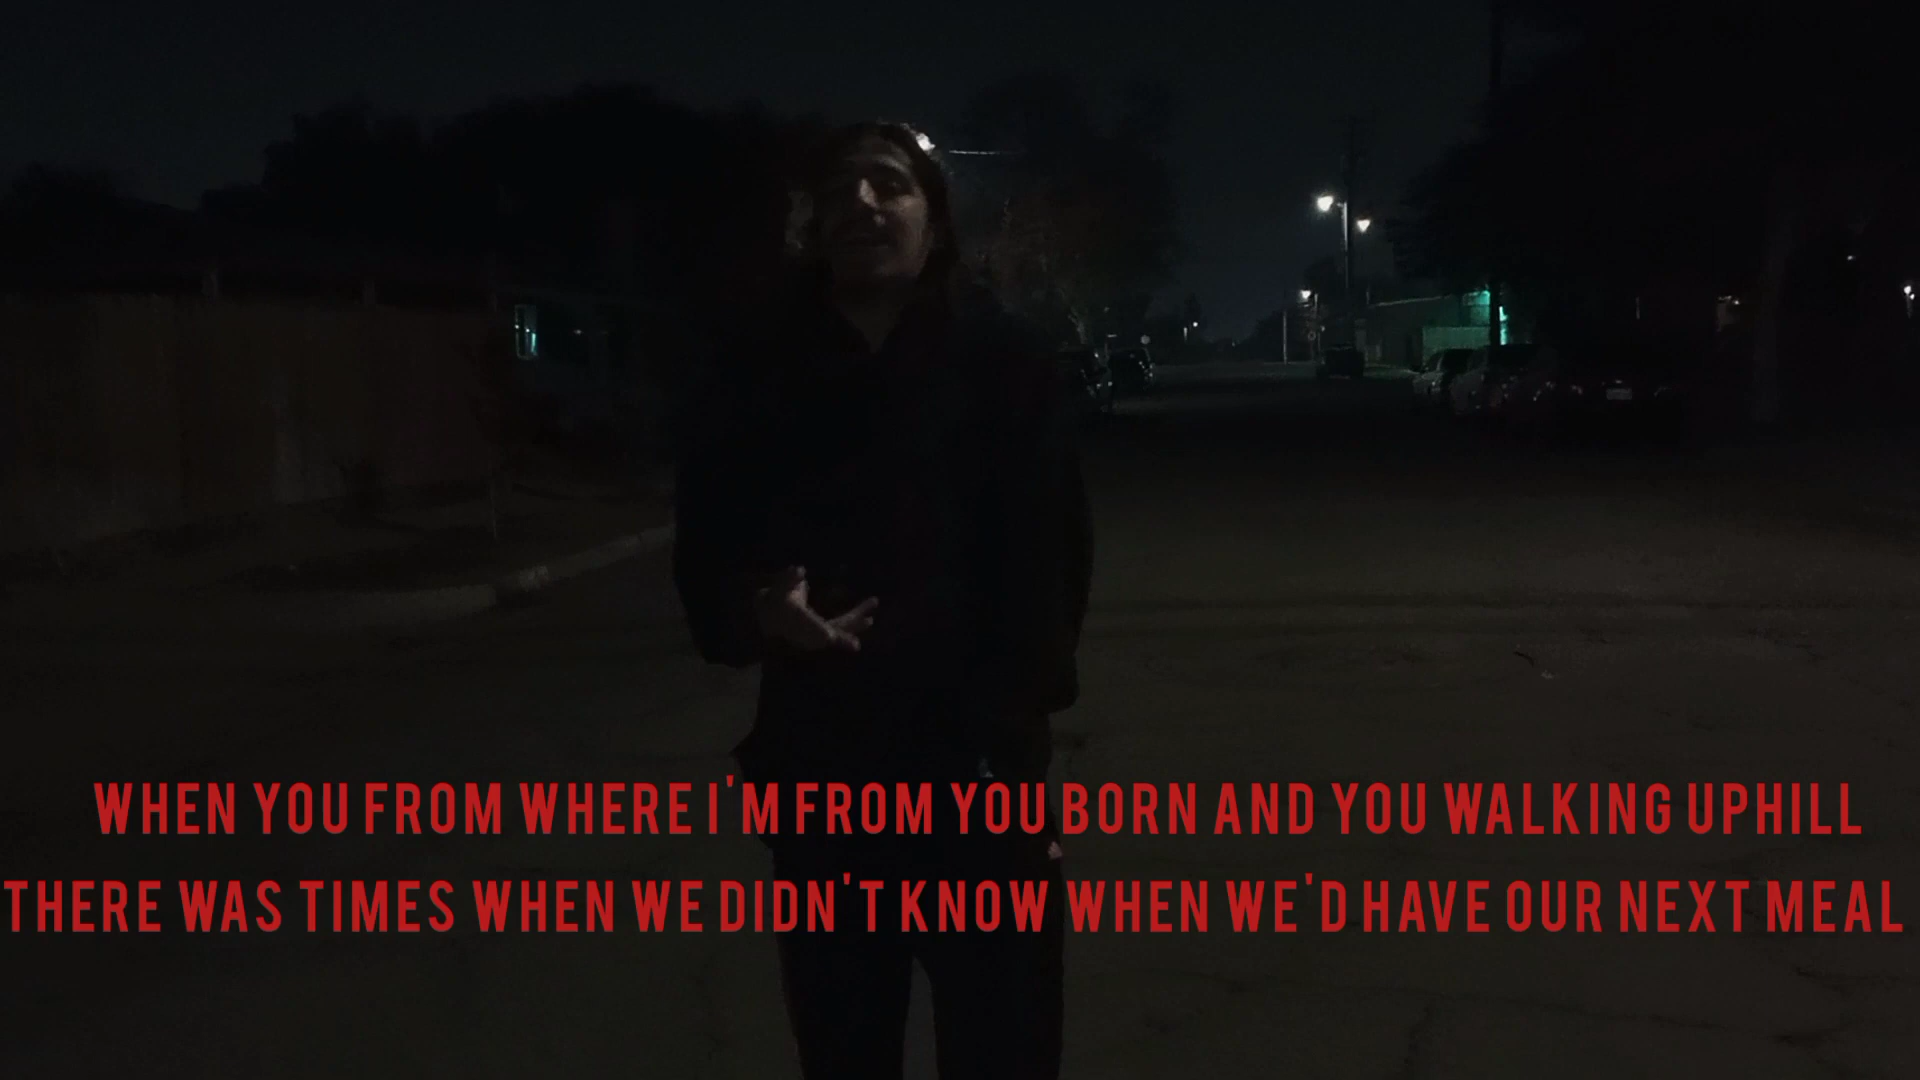 WHEN YOU FROM WHERE I'M FROM YOU BORN AND YOU WALKING UPHILL
THERE WAS TIMES WHEN WE DIDN'T KNOW WHEN WE'D HAVE OUR NEXT MEAL